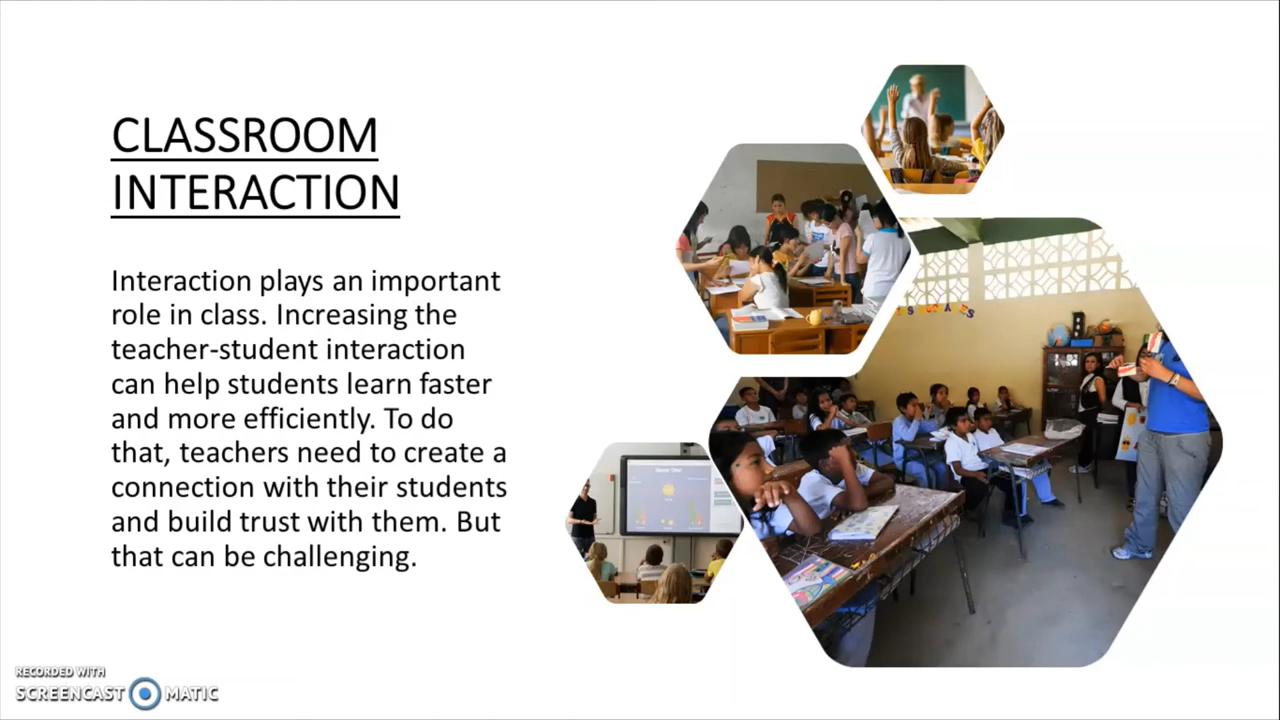 CLASSROOM
INTERACTION
Interaction plays an important
role in class. Increasing the
teacher-student interaction
can help students learn faster
and more efficiently. To do
that, teachers need to create a
connection with their students
and build trust with them. But
that can be challenging.
RECORDED WITH
SCREENCAST MATIC